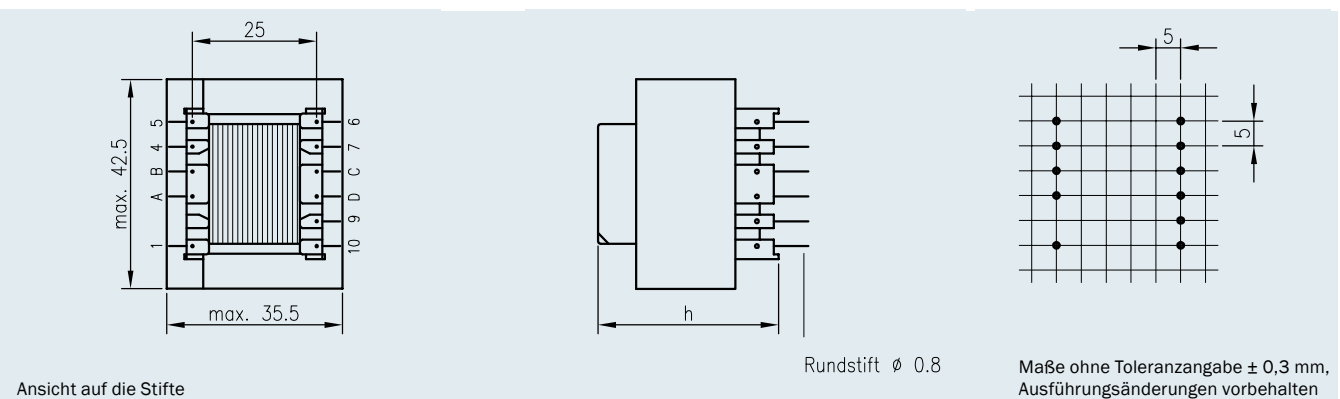 25
max. 42.5
5
4
B
A
1
6
7
C
D
9
10
max. 35.5
Ansicht auf die Stifte
h
Rundstift ø 0.8
5
5
Maße ohne Toleranzangabe ± 0,3 mm,
Ausführungsänderungen vorbehalten